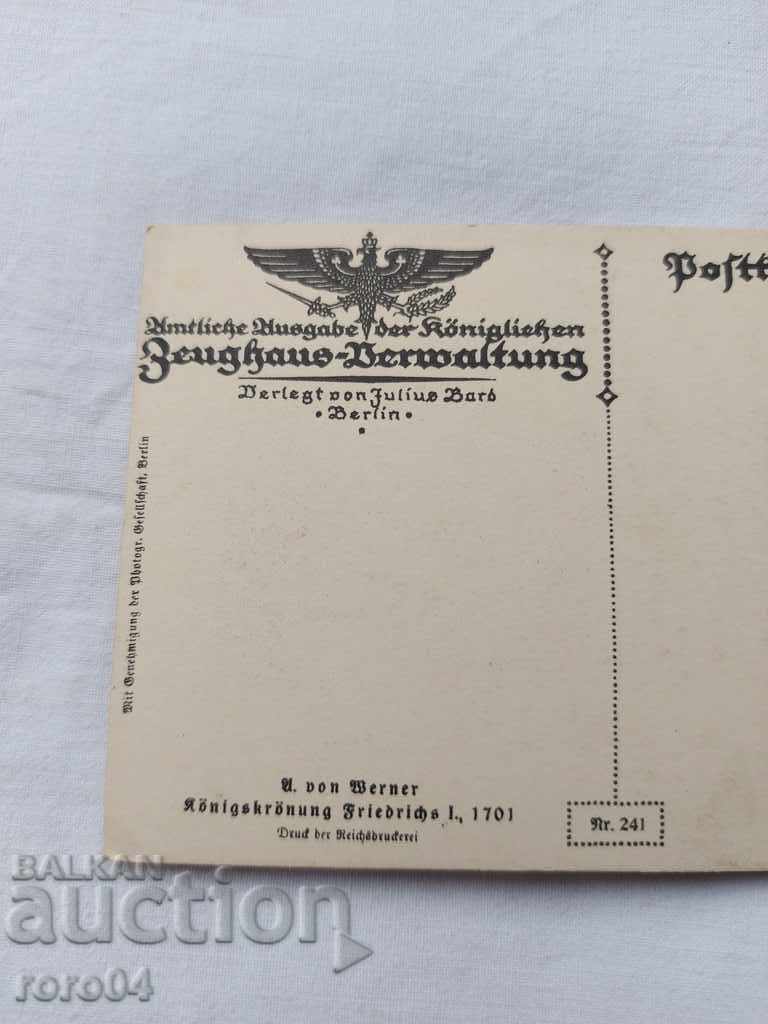 Amtliche Ausgabe der Königlichen
Zeughaus-Verwaltung
Verlegt von Julius Bard
• Berlin •
Postk
Mit Genehmigung der Photogr. Gesellschaft, Berlin
A. von Werner
Königskrönung Friedrichs I., 1701
Druck der Reichsdruckerei
Nr. 241
BALKAN
auction
roro04